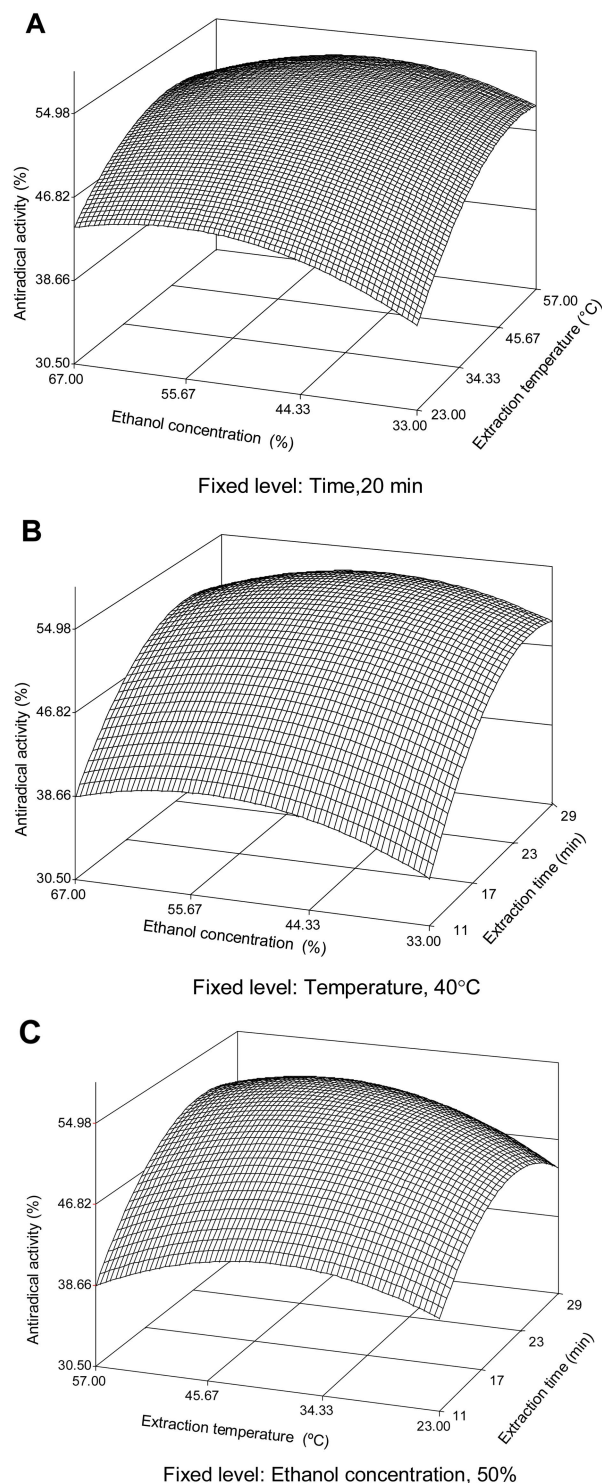 A
54.98
46.82
38.66
30.50
Antiradical activity (%)
67.00
55.67
44.33
33.00
Ethanol concentration (%)
23.00
34.33
45.67
57.00
Extraction temperature (°C)
Fixed level: Time,20 min
B
54.98
46.82
38.66
30.50
Antiradical activity (%)
67.00
55.67
44.33
33.00
Ethanol concentration (%)
11
17
23
29
Extraction time (min)
Fixed level: Temperature, 40°C
C
54.98
46.82
38.66
30.50
Antiradical activity (%)
57.00
45.67
34.33
23.00
Extraction temperature (ºC)
11
17
23
29
Extraction time (min)
Fixed level: Ethanol concentration, 50%